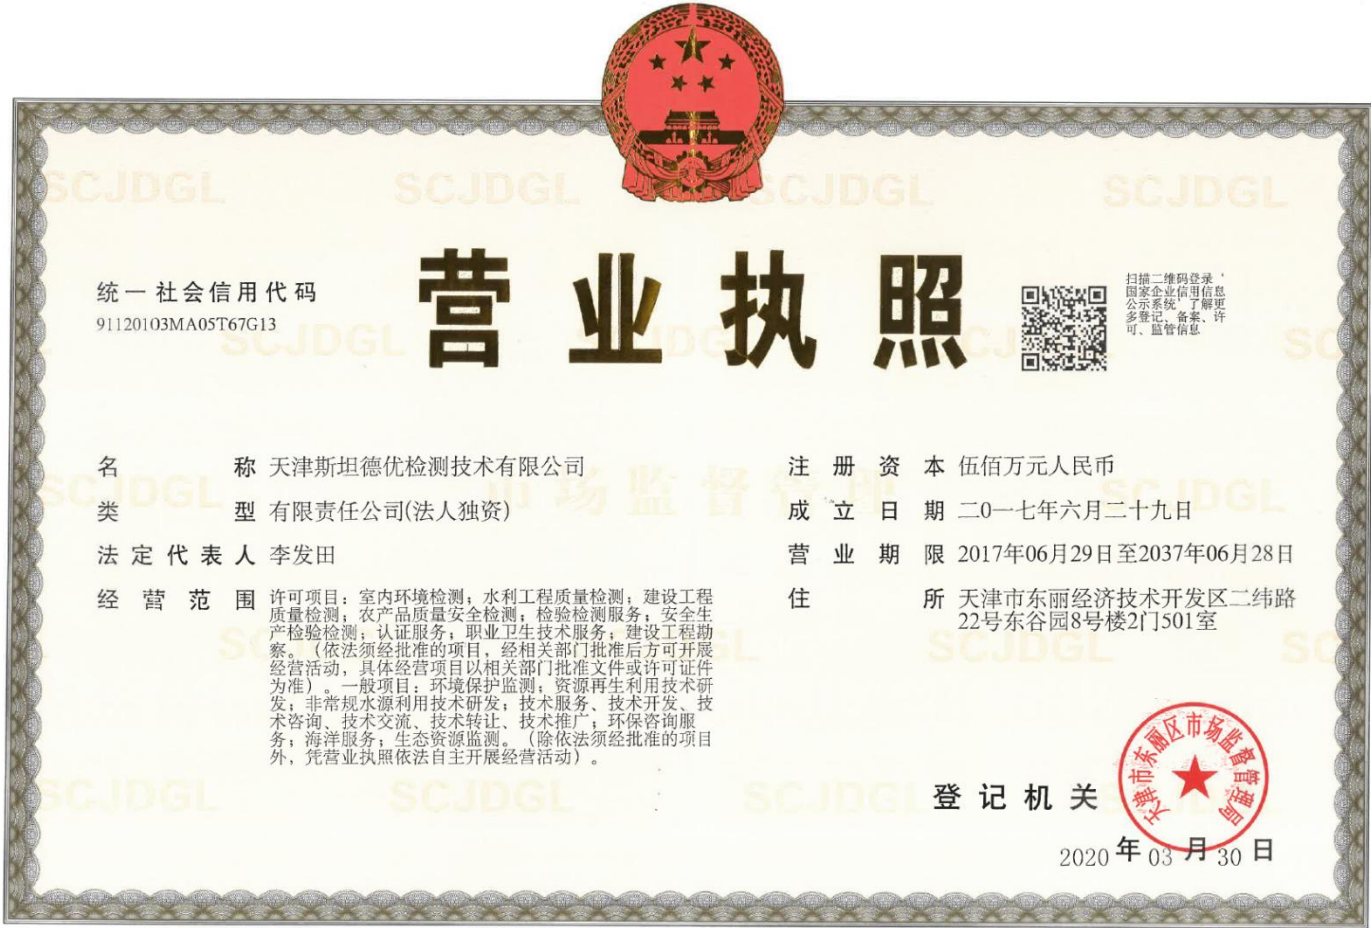 营业执照
统一社会信用代码
91120103MA05T67G13
扫描二维码登录'
国家企业信用信息
公示系统'了解更
多登记、备案、许
可、监管信息
名称 天津斯坦德优检测技术有限公司
类型 有限责任公司(法人独资)
法定代表人 李发田
经营范围 许可项目：室内环境检测；水利工程质量检测；建设工程
质量检测；农产品质量安全检测；检验检测服务；安全生
产检验检测；认证服务；职业卫生技术服务；建设工程勘
察。（依法须经批准的项目，经相关部门批准后方可开展
经营活动，具体经营项目以相关部门批准文件或许可证件
为准）。一般项目：环境保护监测；资源再生利用技术研
发；非常规水源利用技术研发；技术服务、技术开发、技
术咨询、技术交流、技术转让、技术推广；环保咨询服
务；海洋服务；生态资源监测。（除依法须经批准的项目
外，凭营业执照依法自主开展经营活动）。
注册资本 伍佰万元人民币
成立日期 二0一七年六月二十九日
营业期限 2017年06月29日至2037年06月28日
住所 天津市东丽经济技术开发区二纬路
22号东谷园8号楼2门501室
登记机关
天津市东丽区市场监督管理局
2020年03月30日
SCJDGL
市场监督管理